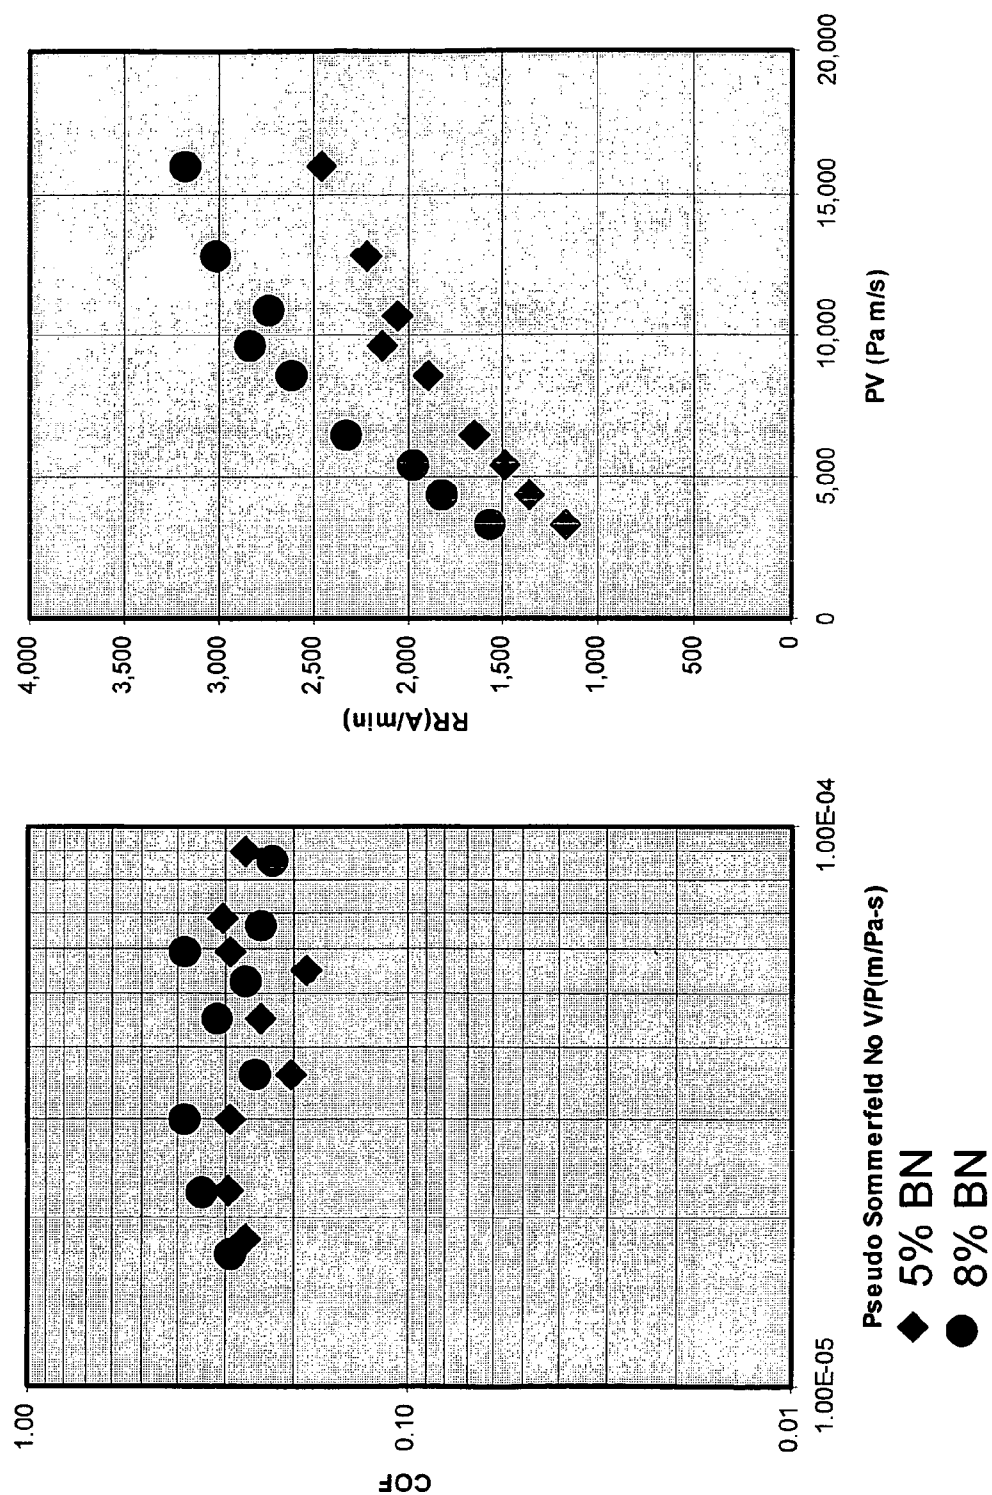 1.00
0.10
0.01
COF
1.00E-05
1.00E-04
Pseudo Sommerfeld No V/P(m/Pa-s)
5% BN
8% BN
4,000
3,500
3,000
2,500
2,000
1,500
1,000
500
0
RR(A/min)
0
5,000
10,000
15,000
20,000
PV (Pa m/s)